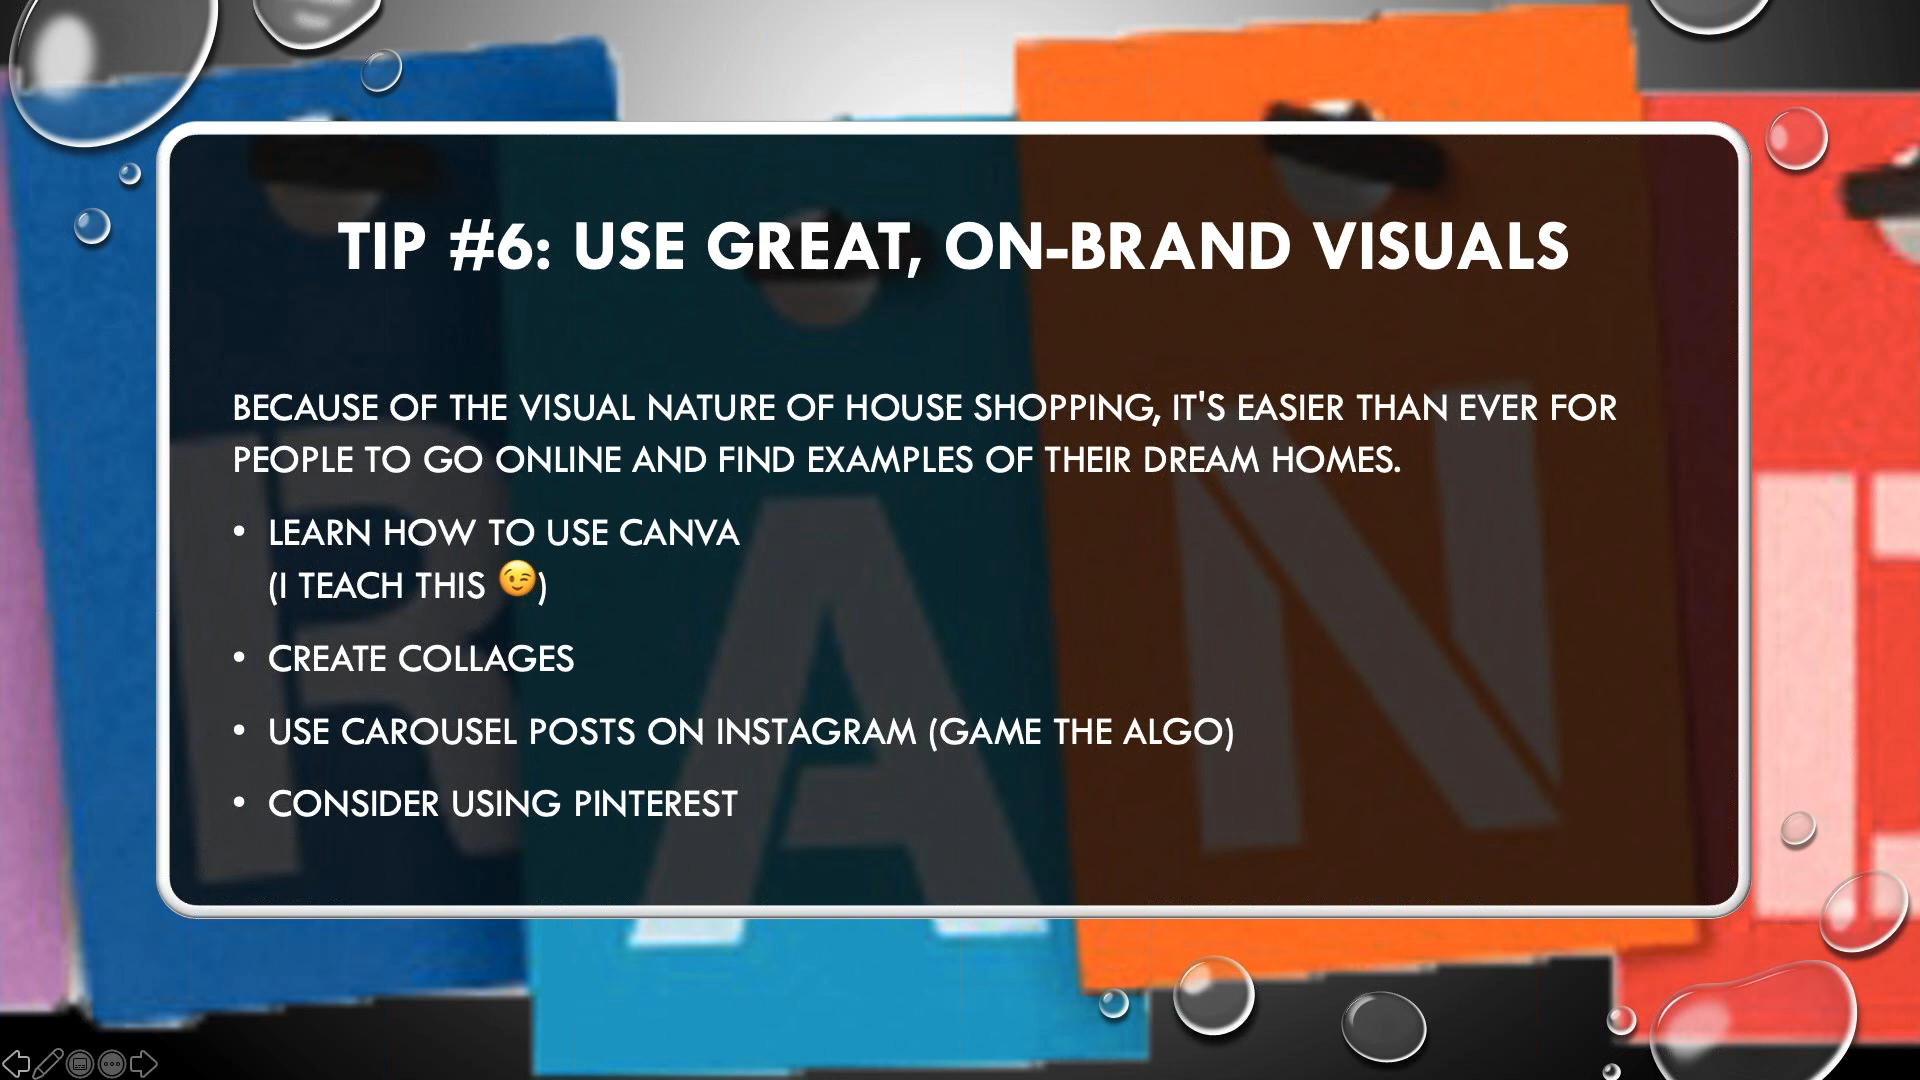 TIP #6: USE GREAT, ON-BRAND VISUALS
BECAUSE OF THE VISUAL NATURE OF HOUSE SHOPPING, IT'S EASIER THAN EVER FOR
PEOPLE TO GO ONLINE AND FIND EXAMPLES OF THEIR DREAM HOMES.
• LEARN HOW TO USE CANVA
(I TEACH THIS 😉)
• CREATE COLLAGES
• USE CAROUSEL POSTS ON INSTAGRAM (GAME THE ALGO)
• CONSIDER USING PINTEREST
R A N